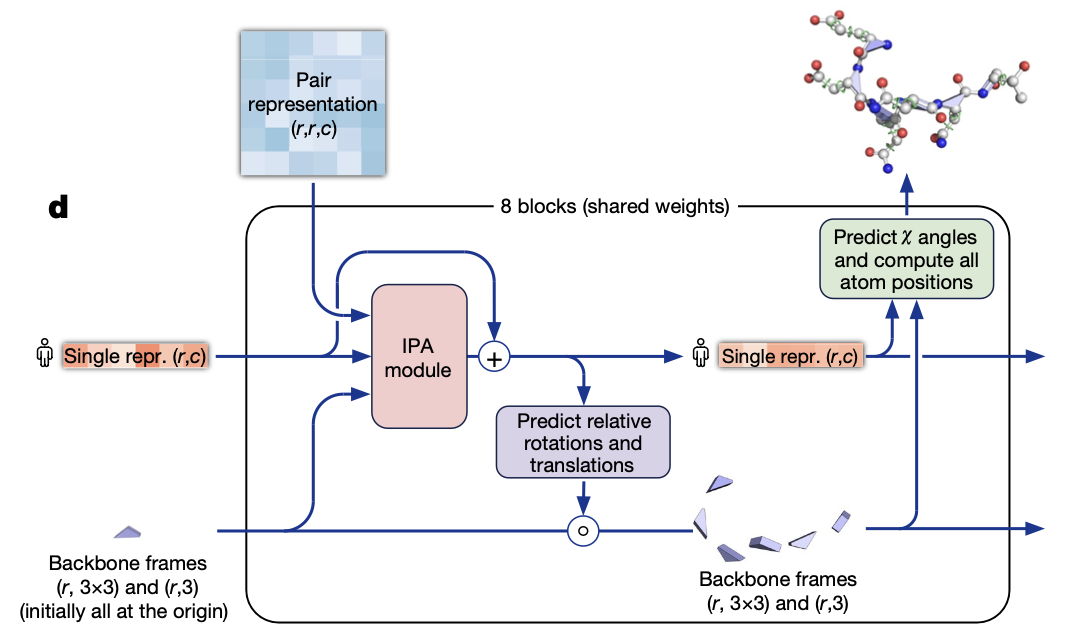 d
Pair
representation
(r,r,c)
8 blocks (shared weights)
Predict χ angles
and compute all
atom positions
Single repr. (r,c)
IPA
module
+
Single repr. (r,c)
Predict relative
rotations and
translations
Backbone frames
(r, 3×3) and (r,3)
(initially all at the origin)
Backbone frames
(r, 3×3) and (r,3)